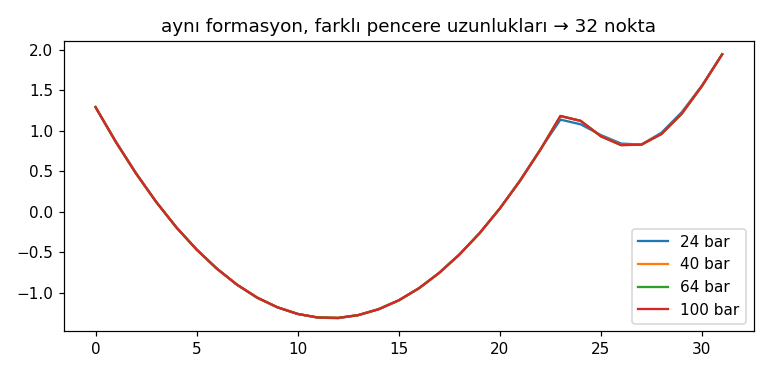 aynı formasyon, farklı pencere uzunlukları → 32 nokta
2.0
1.5
1.0
0.5
0.0
−0.5
−1.0
0 5 10 15 20 25 30
24 bar
40 bar
64 bar
100 bar